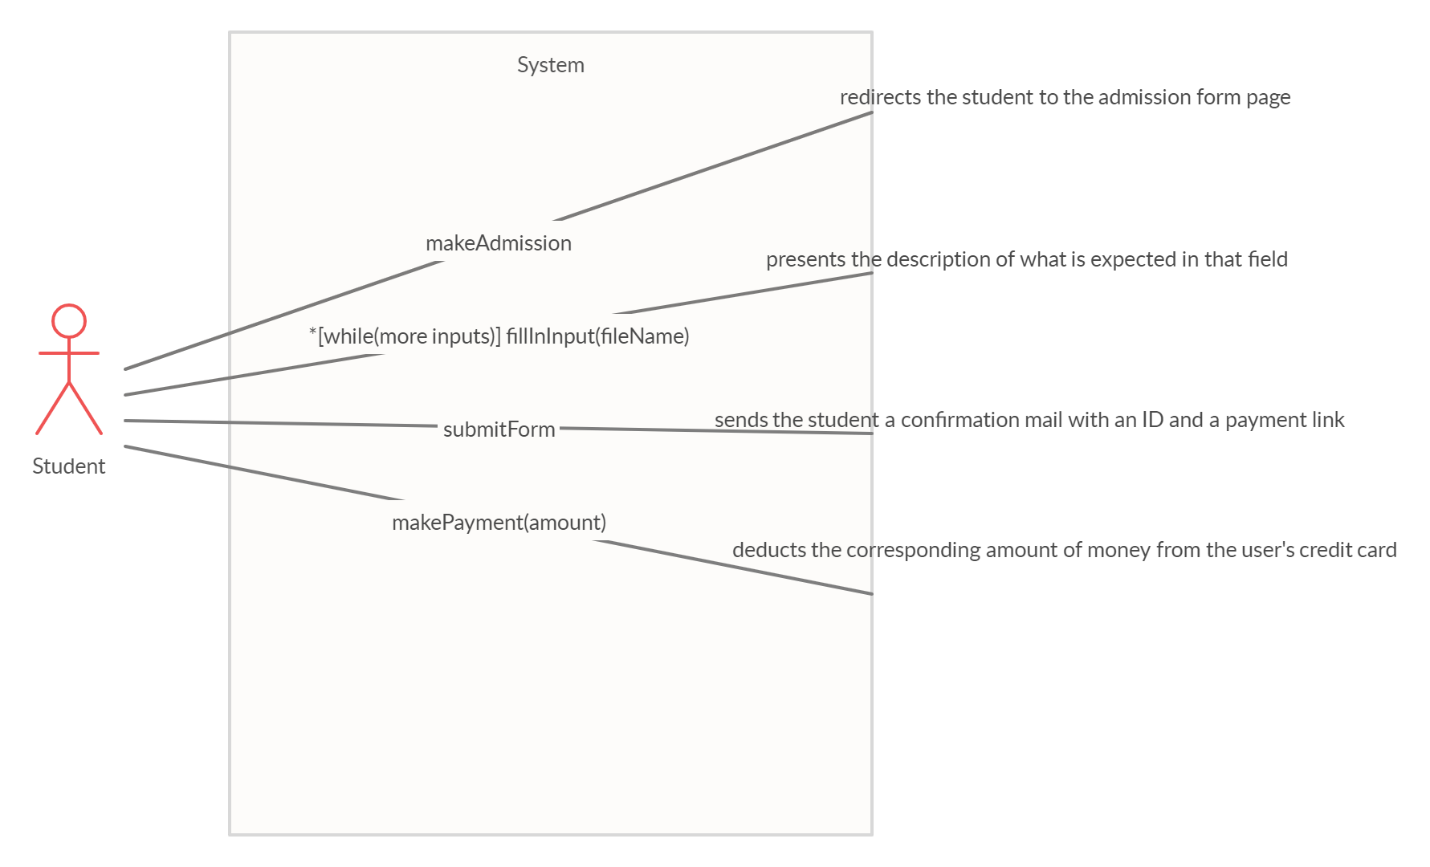 System
redirects the student to the admission form page
makeAdmission
presents the description of what is expected in that field
*[while(more inputs)] fillInInput(fileName)
sends the student a confirmation mail with an ID and a payment link
submitForm
Student
makePayment(amount)
deducts the corresponding amount of money from the user's credit card